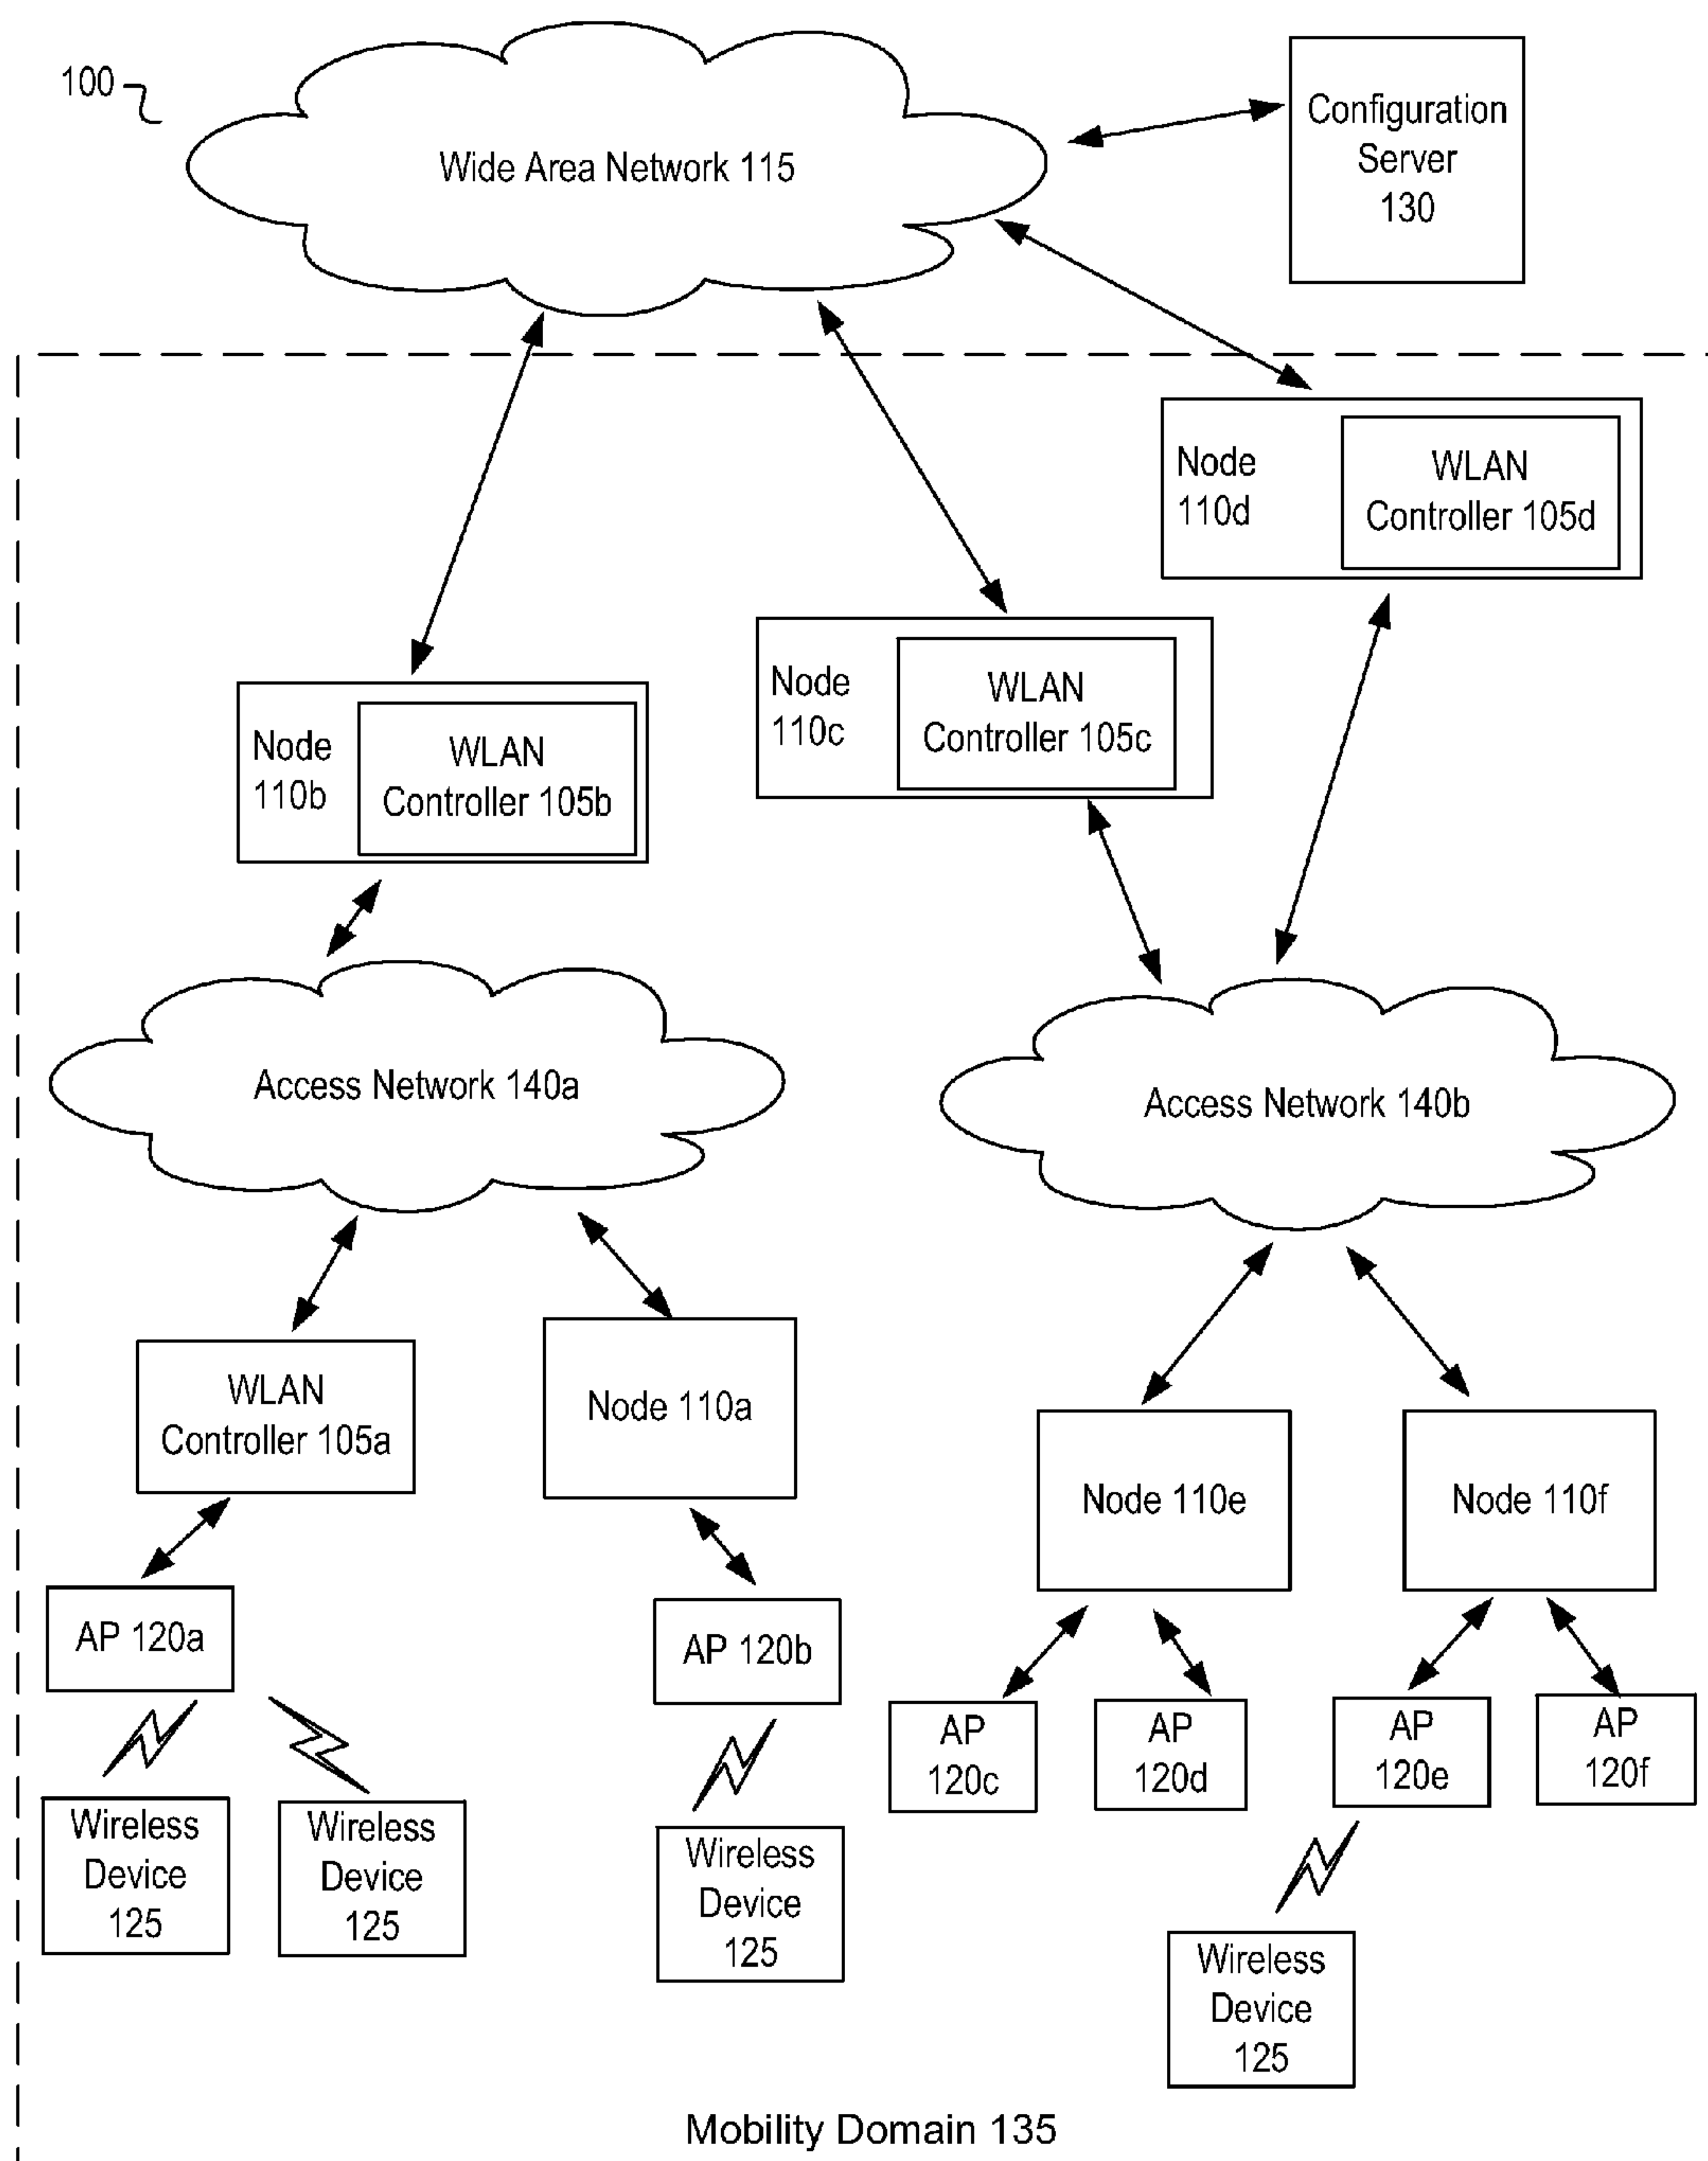 100
Wide Area Network 115
Configuration
Server
130
Node
110d
WLAN
Controller 105d
Node
110c
WLAN
Controller 105c
Node
110b
WLAN
Controller 105b
Access Network 140a
Access Network 140b
WLAN
Controller 105a
Node 110a
Node 110e
Node 110f
AP 120a
AP 120b
AP
120c
AP
120d
AP
120e
AP
120f
Wireless
Device
125
Wireless
Device
125
Wireless
Device
125
Wireless
Device
125
Mobility Domain 135